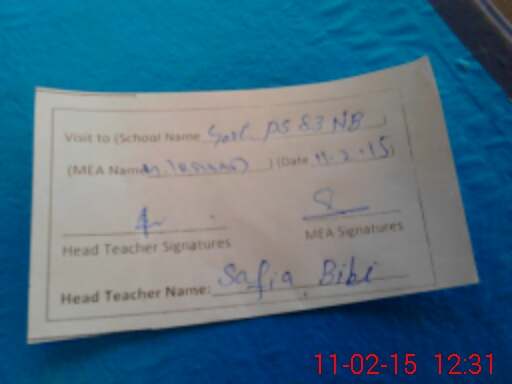 Visit to (School Name Govt. PS 83 NB )
(MEA Name ) (Date 11-2-15)
Head Teacher Signatures
MEA Signatures
Head Teacher Name: Safia Bibi
11-02-15 12:31